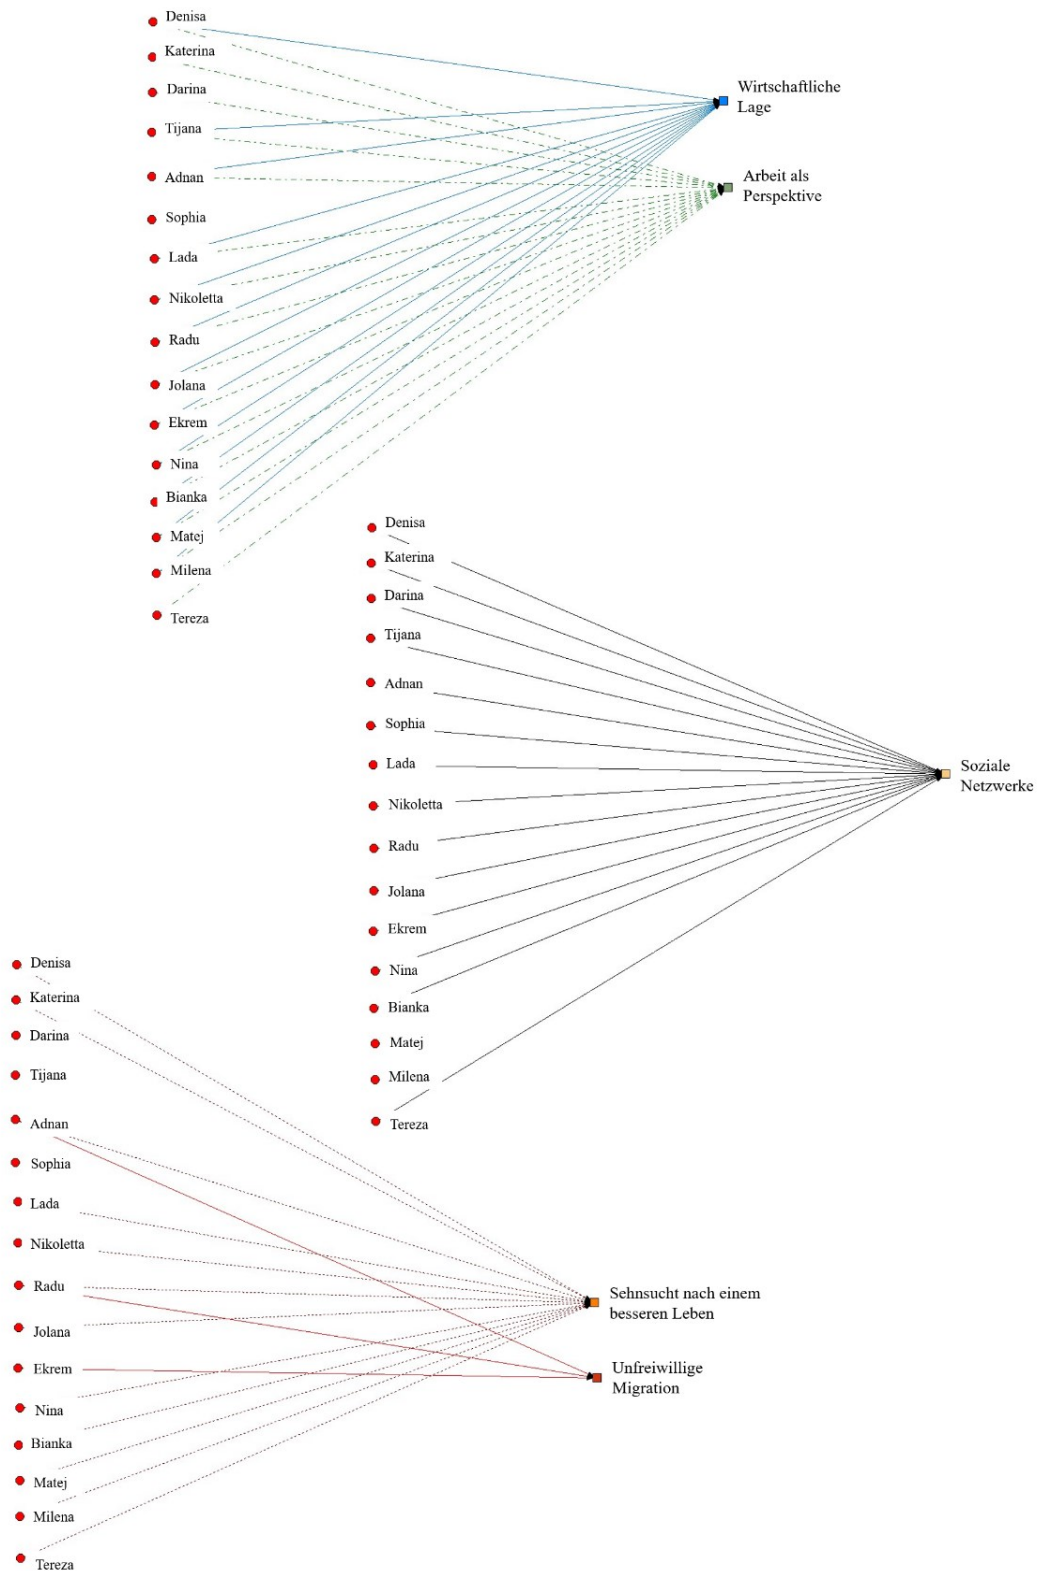 Denisa
Katerina
Darina
Tijana
Adnan
Sophia
Lada
Nikoletta
Radu
Jolana
Ekrem
Nina
Bianka
Matej
Milena
Tereza
Wirtschaftliche
Lage
Arbeit als
Perspektive
Denisa
Katerina
Darina
Tijana
Adnan
Sophia
Lada
Nikoletta
Radu
Jolana
Ekrem
Nina
Bianka
Matej
Milena
Tereza
Soziale
Netzwerke
Denisa
Katerina
Darina
Tijana
Adnan
Sophia
Lada
Nikoletta
Radu
Jolana
Ekrem
Nina
Bianka
Matej
Milena
Tereza
Sehnsucht nach einem
besseren Leben
Unfreiwillige
Migration